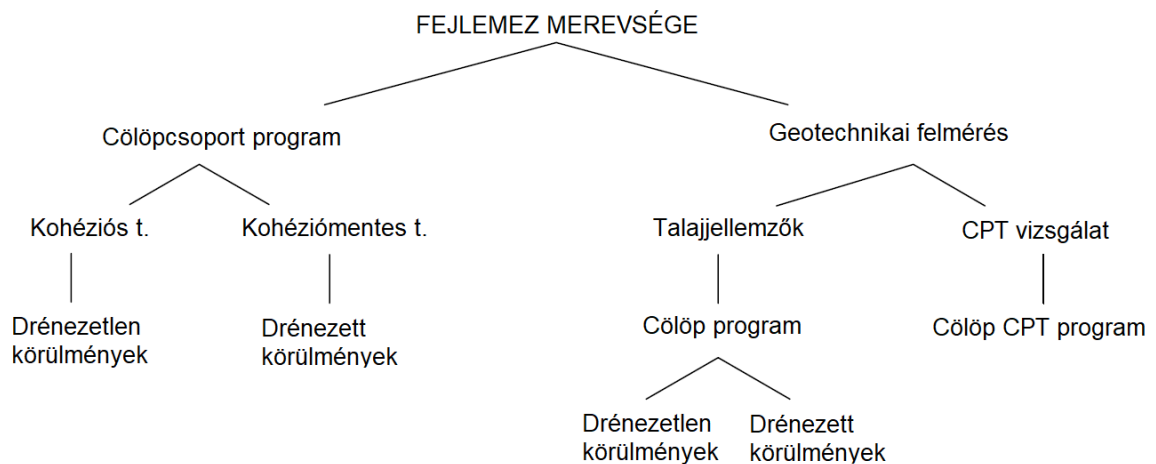 FEJLEMEZ MEREVSÉGE
Cölöpcsoport program
Geotechnikai felmérés
Kohéziós t.
Kohéziómentes t.
Talajjellemzők
CPT vizsgálat
Drénezetlen
körülmények
Drénezett
körülmények
Cölöp program
Cölöp CPT program
Drénezetlen
körülmények
Drénezett
körülmények